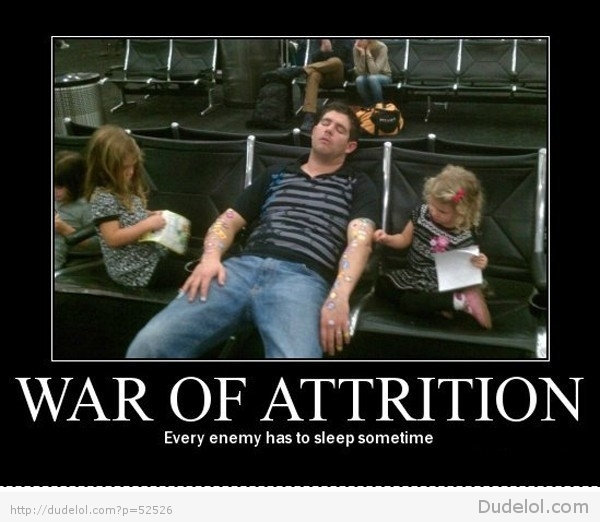 WAR OF ATTRITION
Every enemy has to sleep sometime
http://dudelol.com?p=52526
Dudelol.com